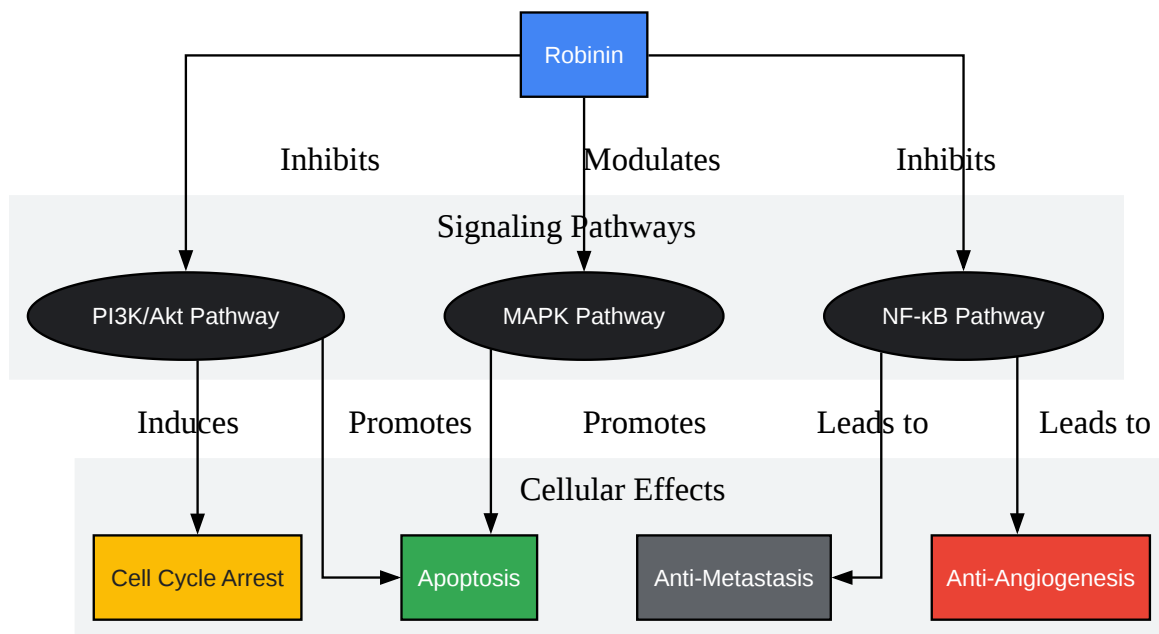 Robinin
Inhibits
Modulates
Inhibits
Signaling Pathways
PI3K/Akt Pathway
MAPK Pathway
NF-κB Pathway
Induces
Promotes
Promotes
Leads to
Leads to
Cellular Effects
Cell Cycle Arrest
Apoptosis
Anti-Metastasis
Anti-Angiogenesis